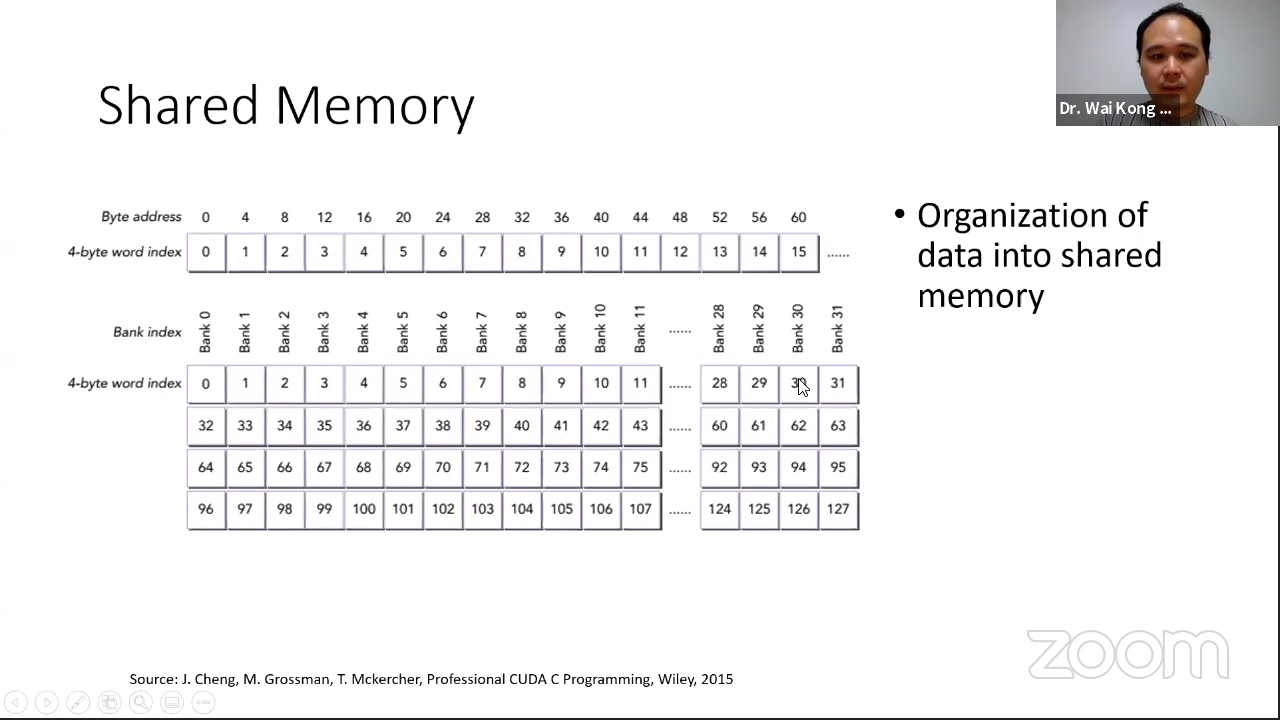 Dr. Wai Kong ...
Shared Memory
Byte address 0 4 8 12 16 20 24 28 32 36 40 44 48 52 56 60
4-byte word index 0 1 2 3 4 5 6 7 8 9 10 11 12 13 14 15 ......
Bank index Bank 0 Bank 1 Bank 2 Bank 3 Bank 4 Bank 5 Bank 6 Bank 7 Bank 8 Bank 9 Bank 10 Bank 11 ...... Bank 28 Bank 29 Bank 30 Bank 31
4-byte word index 0 1 2 3 4 5 6 7 8 9 10 11 ...... 28 29 30 31
32 33 34 35 36 37 38 39 40 41 42 43 ...... 60 61 62 63
64 65 66 67 68 69 70 71 72 73 74 75 ...... 92 93 94 95
96 97 98 99 100 101 102 103 104 105 106 107 ...... 124 125 126 127
• Organization of
data into shared
memory
zoom
Source: J. Cheng, M. Grossman, T. Mckercher, Professional CUDA C Programming, Wiley, 2015